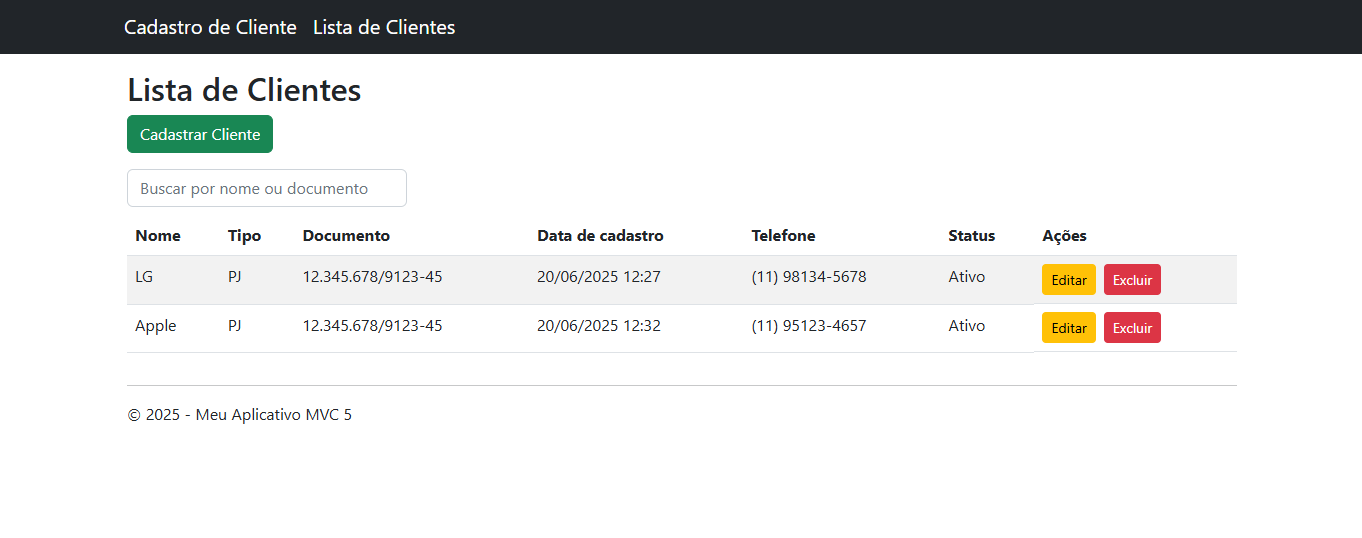 Cadastro de Cliente Lista de Clientes
Lista de Clientes
Cadastrar Cliente
Buscar por nome ou documento
Nome Tipo Documento Data de cadastro Telefone Status Ações
LG PJ 12.345.678/9123-45 20/06/2025 12:27 (11) 98134-5678 Ativo Editar Excluir
Apple PJ 12.345.678/9123-45 20/06/2025 12:32 (11) 95123-4657 Ativo Editar Excluir
© 2025 - Meu Aplicativo MVC 5